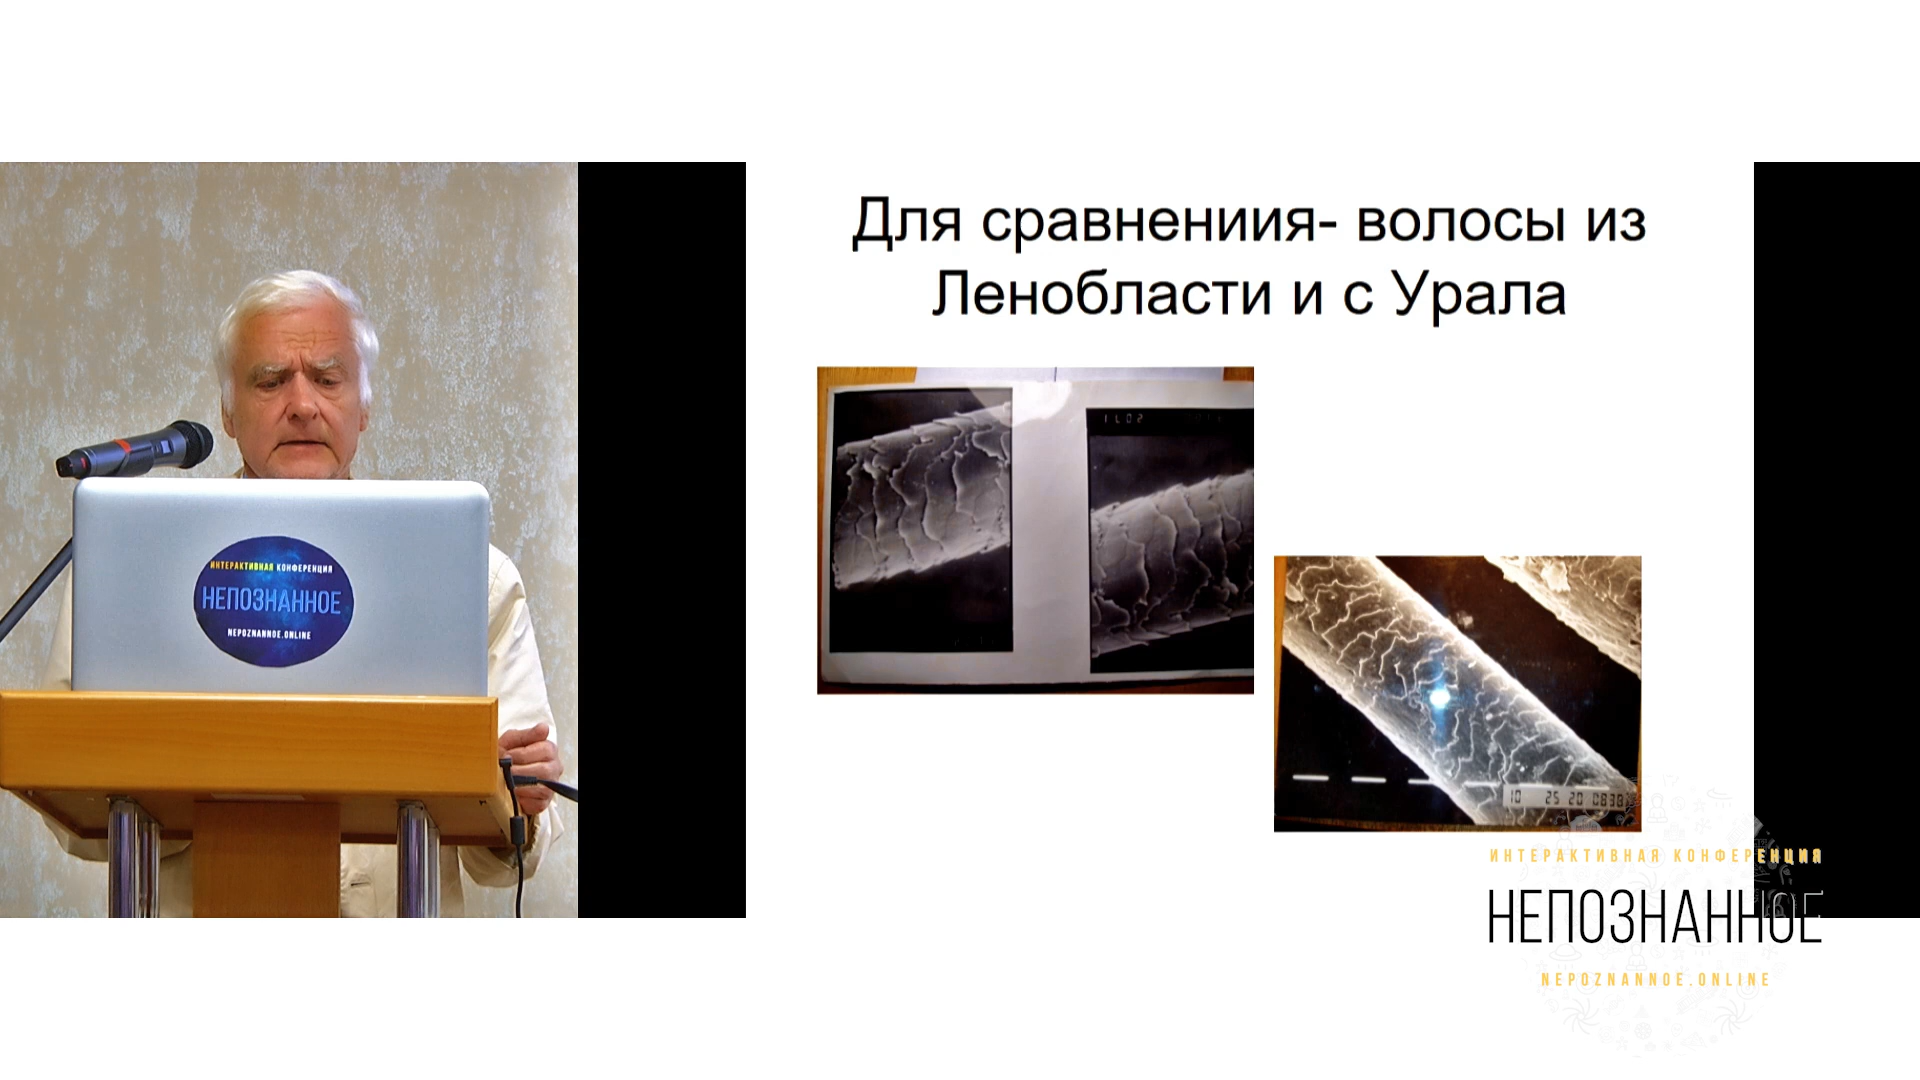 Для сравнениия- волосы из
Ленобласти и с Урала
ИНТЕРАКТИВНАЯ КОНФЕРЕНЦИЯ
НЕПОЗНАННОЕ
NEPOZNANNOE.ONLINE
10 25 20
ИНТЕРАКТИВНАЯ КОНФЕРЕНЦИЯ
НЕПОЗНАННОЕ
NEPOZNANNOE.ONLINE